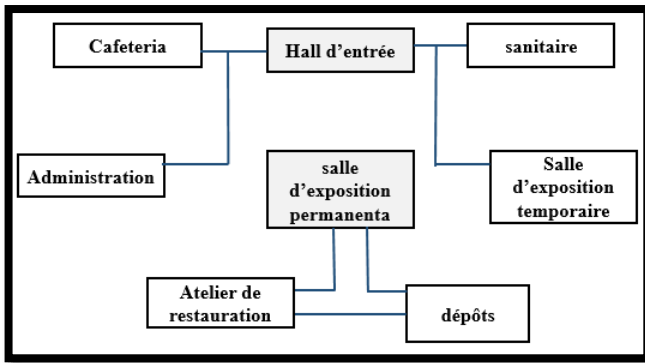 Cafeteria
Hall d'entrée
sanitaire
Administration
salle
d'exposition
permanenta
Salle
d'exposition
temporaire
Atelier de
restauration
dépôts